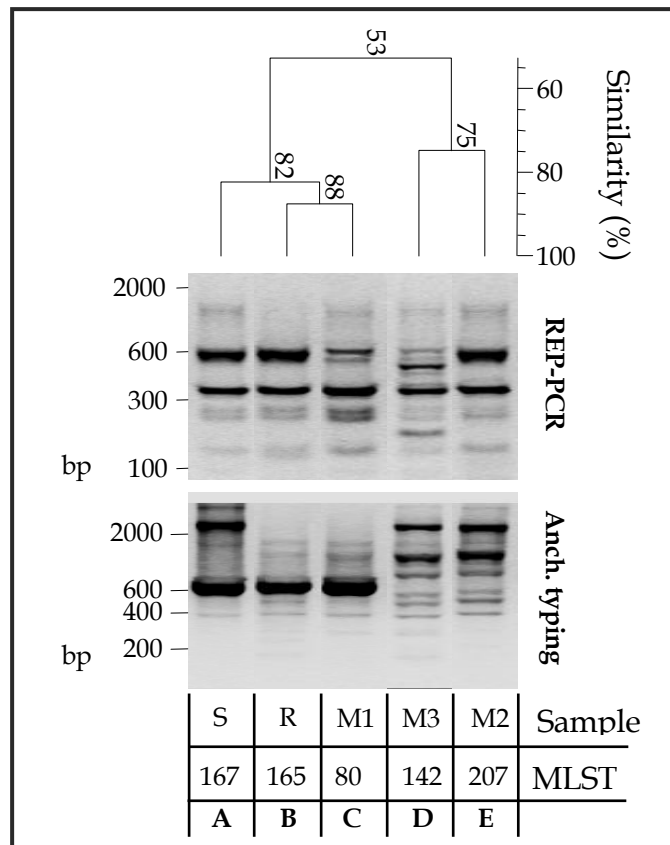 53
60
75
82
80
88
100
Similarity (%)
2000
600
300
bp 100
REP-PCR
2000
600
400
bp 200
Anch. typing
S R M1 M3 M2 Sample
167 165 80 142 207 MLST
A B C D E